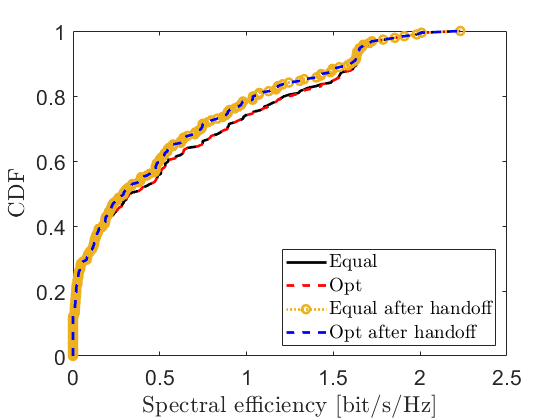 1
0.8
0.6
0.4
0.2
0
CDF
Equal
Opt
Equal after handoff
Opt after handoff
0 0.5 1 1.5 2 2.5
Spectral efficiency [bit/s/Hz]